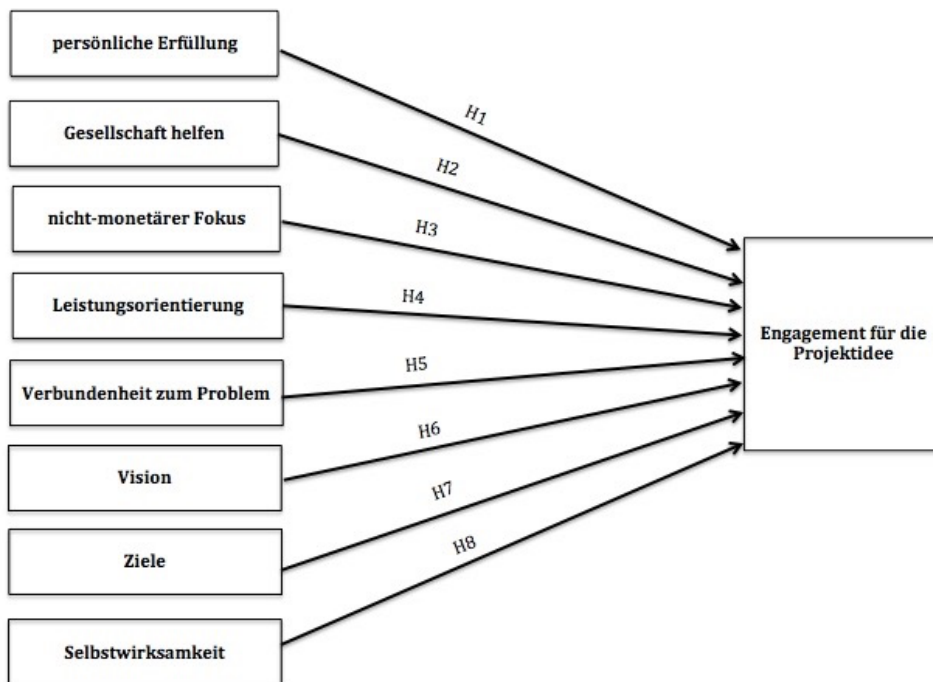 persönliche Erfüllung
H1
Gesellschaft helfen
H2
nicht-monetärer Fokus
H3
Leistungsorientierung
H4
Verbundenheit zum Problem
H5
Vision
H6
Ziele
H7
Selbstwirksamkeit
H8
Engagement für die
Projektidee